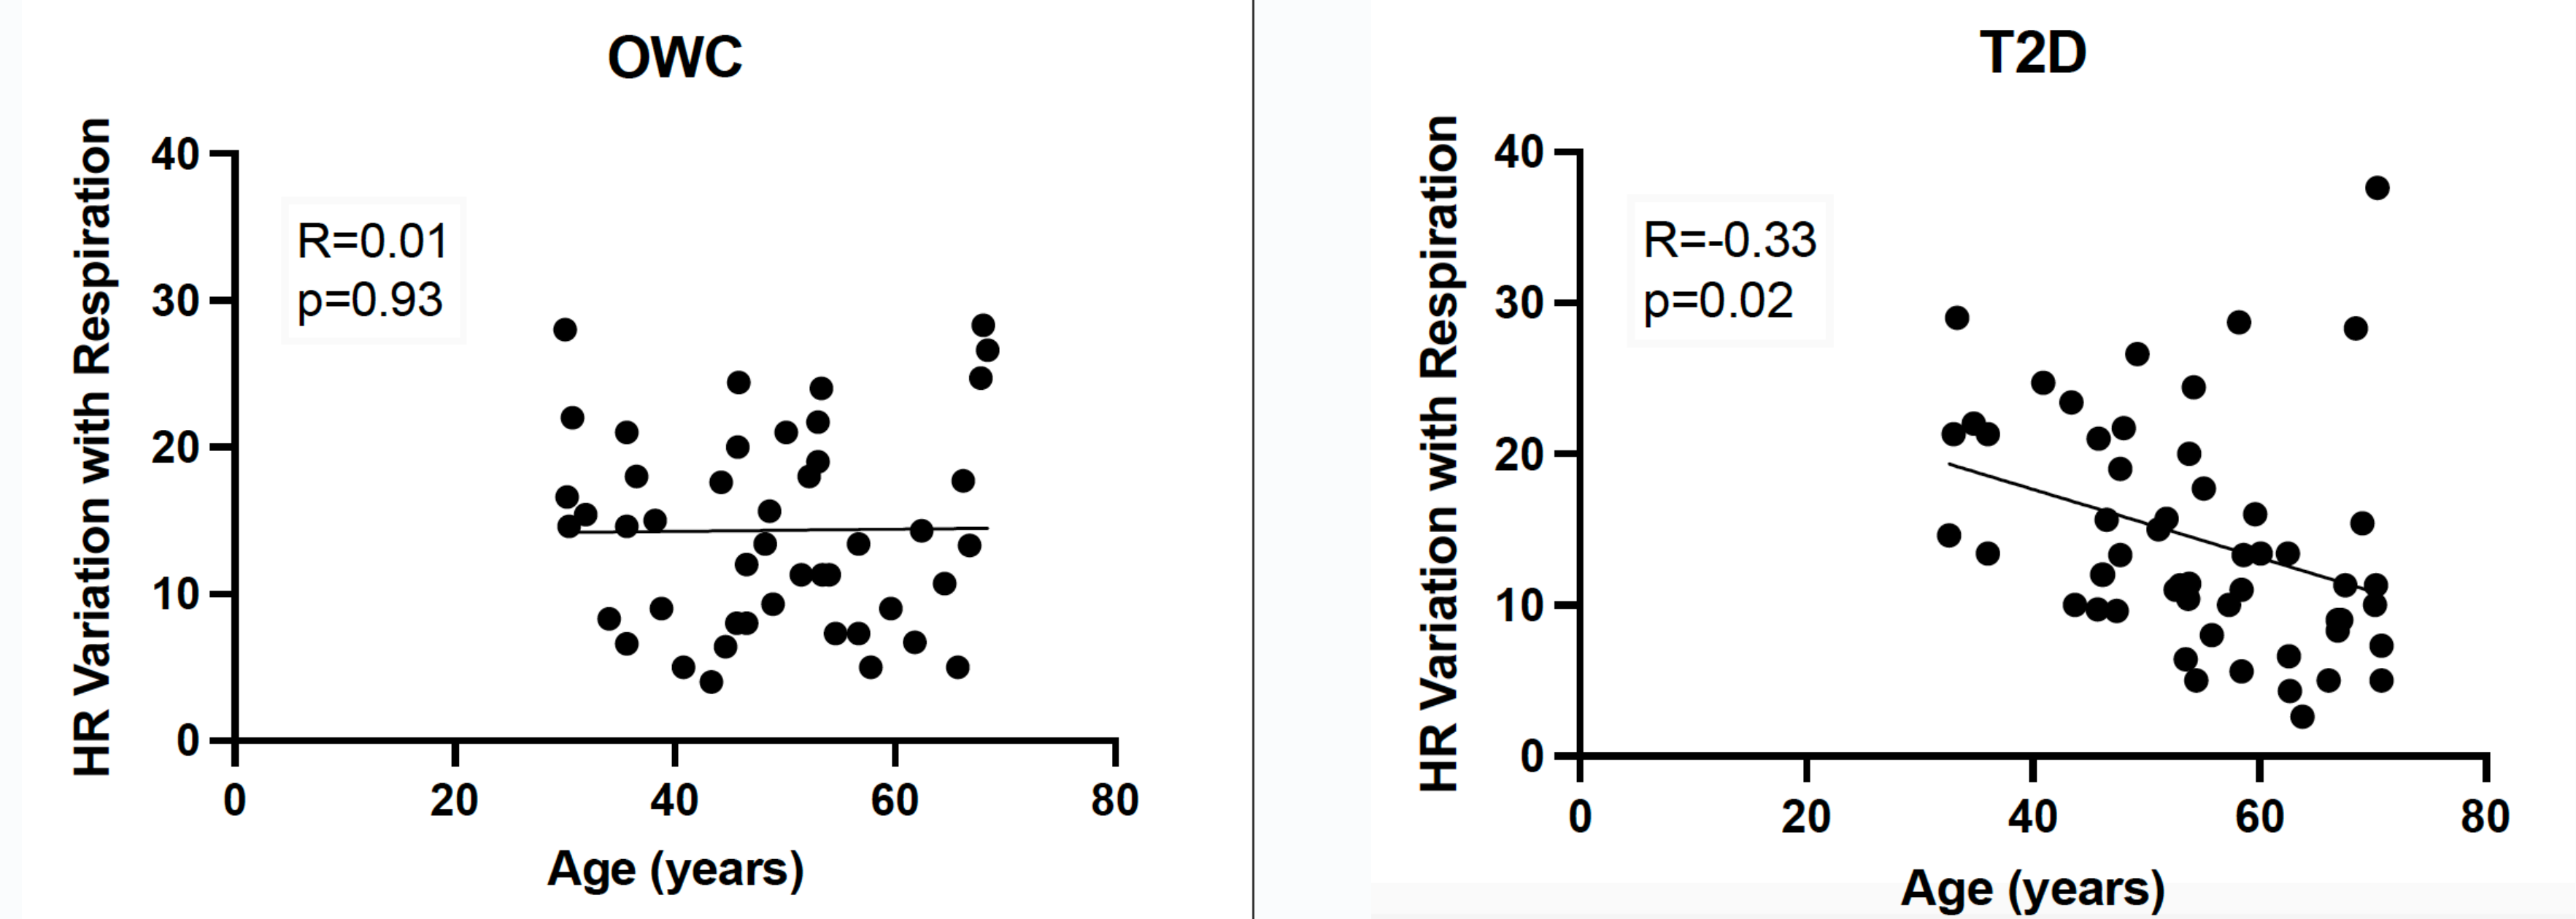 OWC
HR Variation with Respiration
40
30
20
10
0
R=0.01
p=0.93
0 20 40 60 80
Age (years)
T2D
HR Variation with Respiration
40
30
20
10
0
R=-0.33
p=0.02
0 20 40 60 80
Age (years)